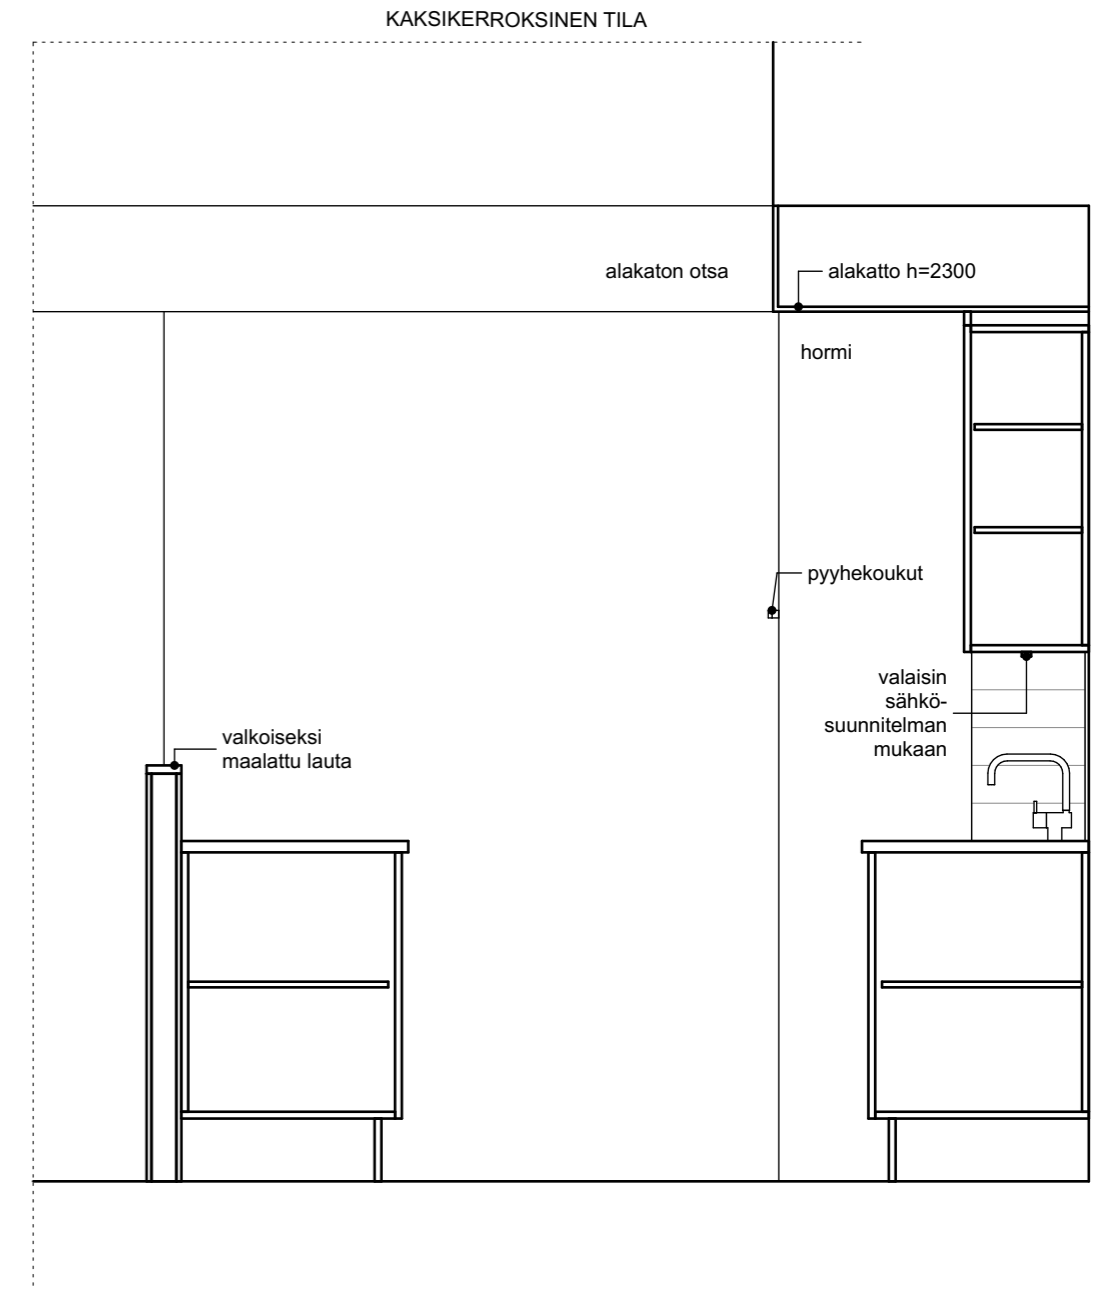 KAKSIKERROKSINEN TILA
alakaton otsa
alakatto h=2300
hormi
pyyhekoukut
valaisin
sähkö-
suunnitelman
mukaan
valkoiseksi
maalattu lauta